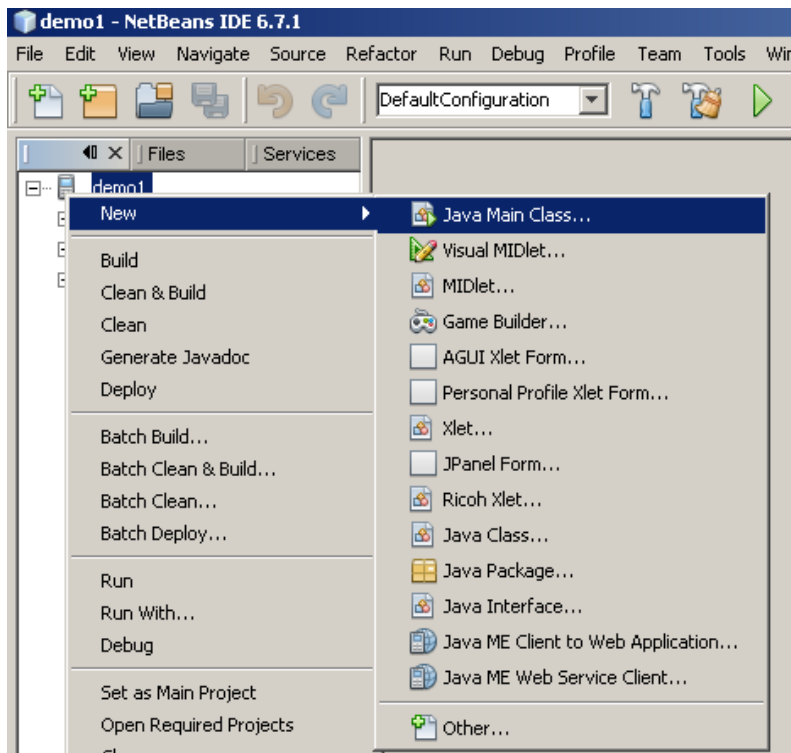 demo1 - NetBeans IDE 6.7.1
File Edit View Navigate Source Refactor Run Debug Profile Team Tools
DefaultConfiguration
Files Services
demo1
New
Build
Clean & Build
Clean
Generate Javadoc
Deploy
Batch Build...
Batch Clean & Build...
Batch Clean...
Batch Deploy...
Run
Run With...
Debug
Set as Main Project
Open Required Projects
Java Main Class...
Visual MIDlet...
MIDlet...
Game Builder...
AGUI Xlet Form...
Personal Profile Xlet Form...
Xlet...
JPanel Form...
Ricoh Xlet...
Java Class...
Java Package...
Java Interface...
Java ME Client to Web Application...
Java ME Web Service Client...
Other...